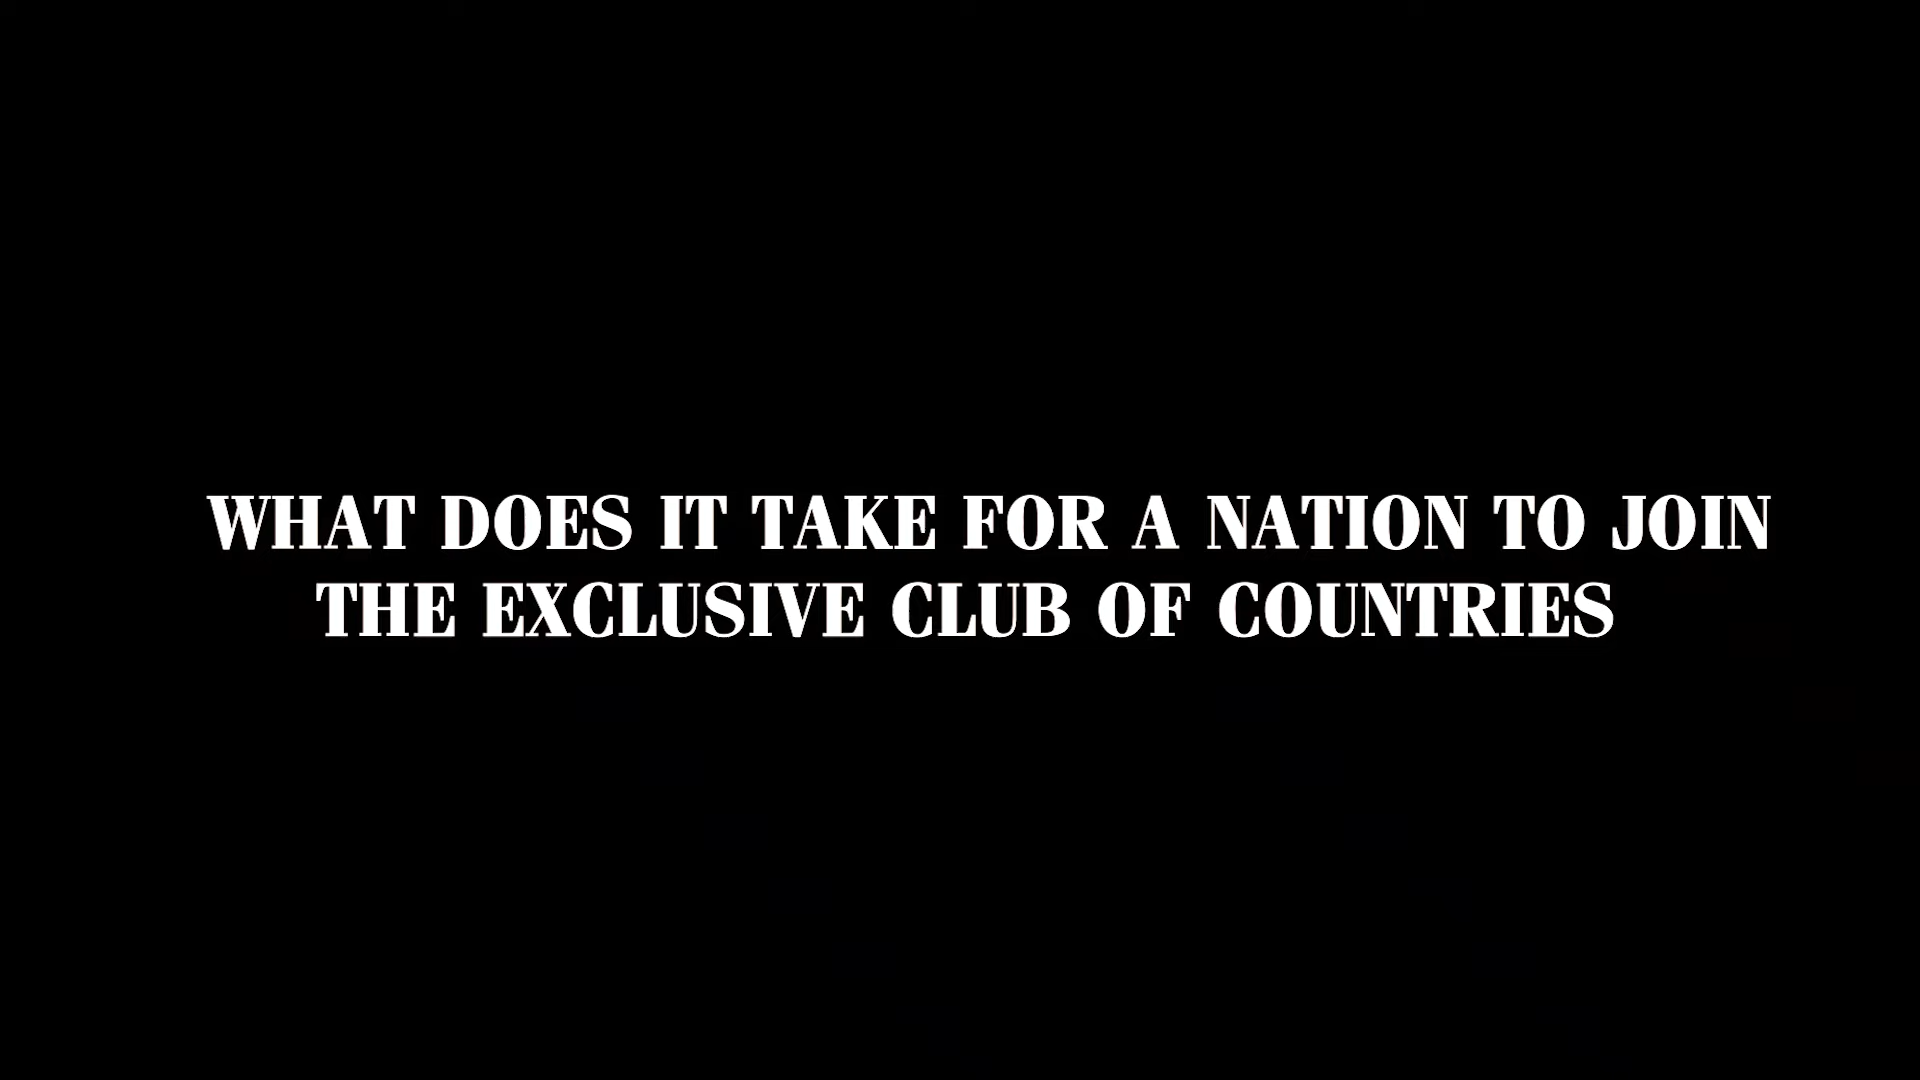 WHAT DOES IT TAKE FOR A NATION TO JOIN
THE EXCLUSIVE CLUB OF COUNTRIES